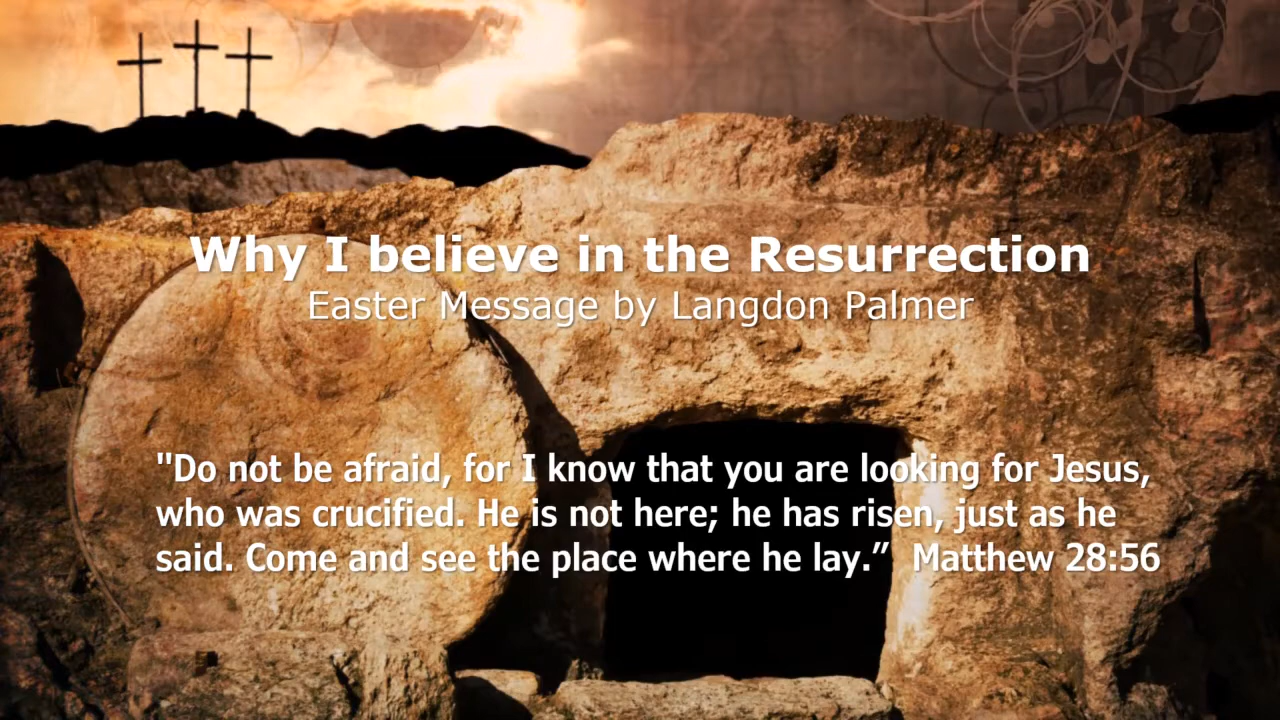 Why I believe in the Resurrection
Easter Message by Langdon Palmer
"Do not be afraid, for I know that you are looking for Jesus,
who was crucified. He is not here; he has risen, just as he
said. Come and see the place where he lay.” Matthew 28:56